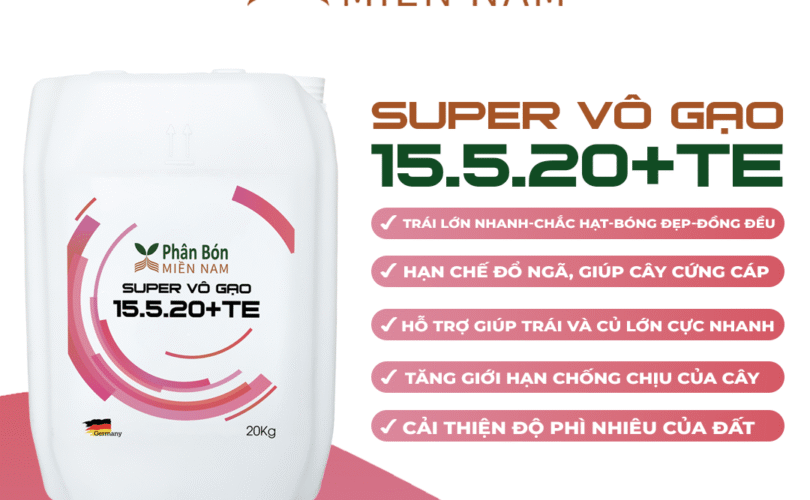 MIỀN NAM
SUPER VÔ GẠO
15.5.20+TE
TRÁI LỚN NHANH-CHẮC HẠT-BÓNG ĐẸP-ĐỒNG ĐỀU
HẠN CHẾ ĐỔ NGÃ, GIÚP CÂY CỨNG CÁP
HỖ TRỢ GIÚP TRÁI VÀ CỦ LỚN CỰC NHANH
TĂNG GIỚI HẠN CHỐNG CHỊU CỦA CÂY
CẢI THIỆN ĐỘ PHÌ NHIÊU CỦA ĐẤT
Phân Bón
MIỀN NAM
SUPER VÔ GẠO
15.5.20+TE
Germany
20Kg